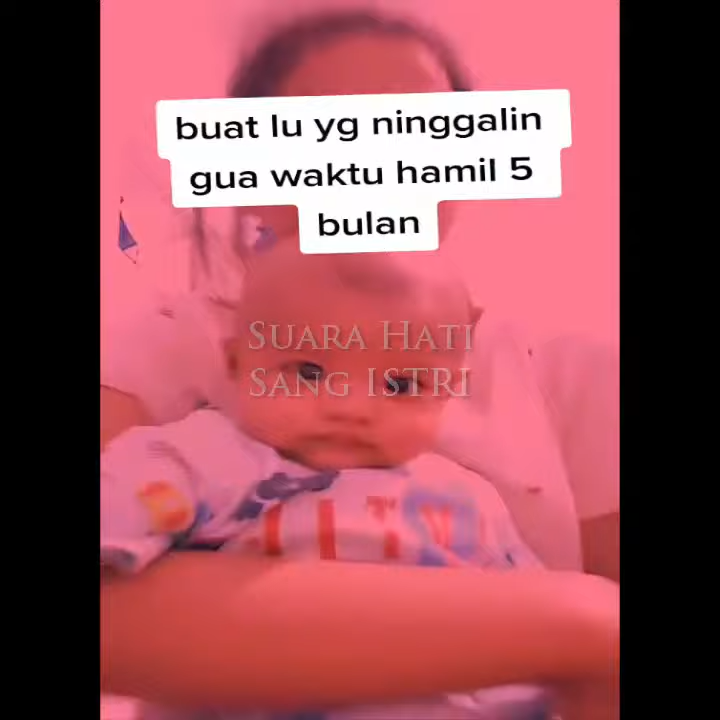 buat lu yg ninggalin
gua waktu hamil 5
bulan
SUARA HATI
SANG ISTRI